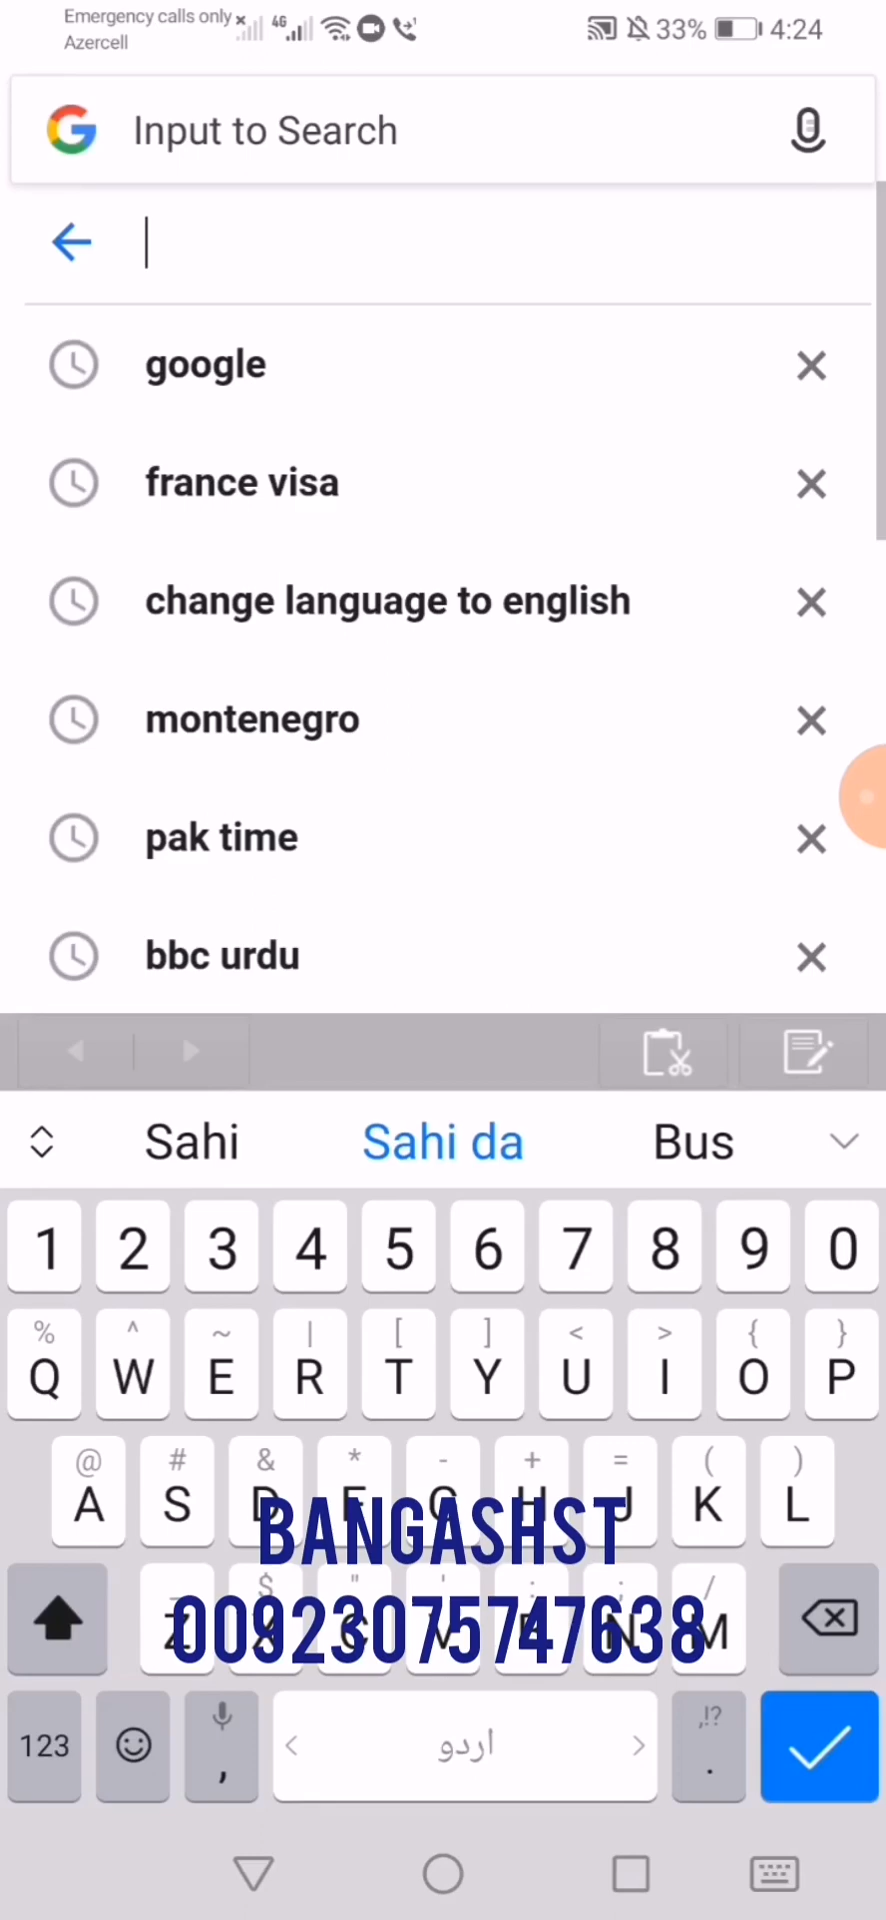 Emergency calls only
Azercell
4G
33%
4:24
Input to Search
google
france visa
change language to english
montenegro
pak time
bbc urdu
Sahi
Sahi da
Bus
1 2 3 4 5 6 7 8 9 0
% ^ ~ | [ ] < > { }
Q W E R T Y U I O P
@ # & * - + = ( )
A S D F G H J K L
BANGASHST
_ $ " ' : ; /
Z X C V B N M
00923075747638
123
,
اردو
,!?
.